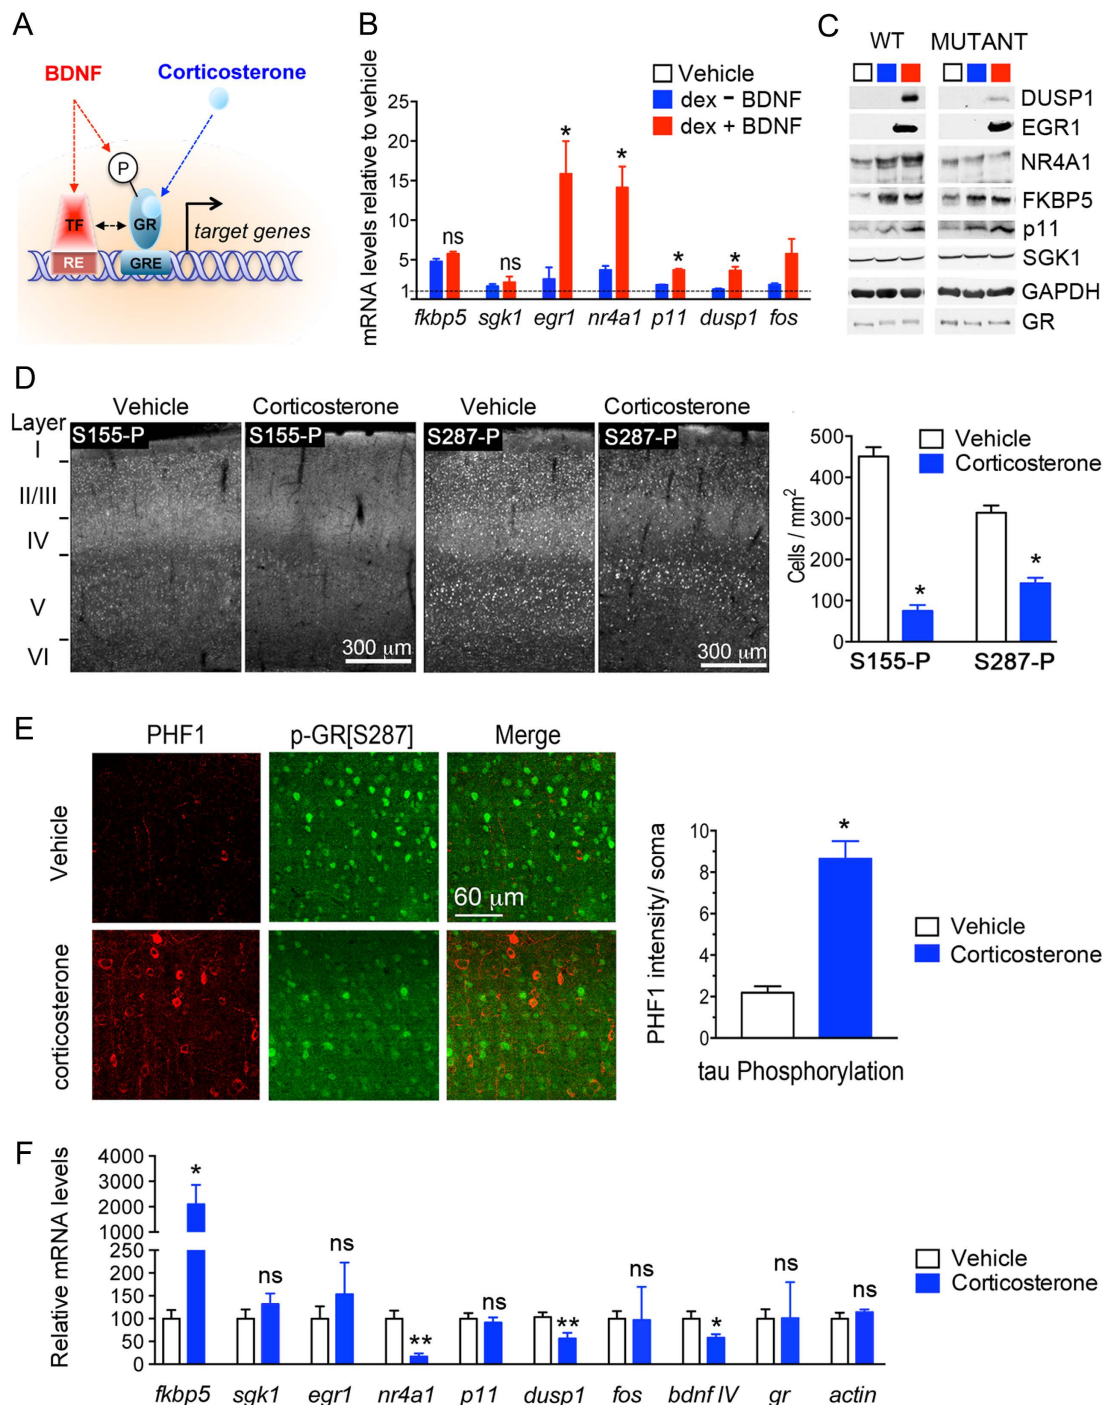 A
BDNF
Corticosterone
P
TF
GR
target genes
RE
GRE
B
mRNA levels relative to vehicle
Vehicle
dex - BDNF
dex + BDNF
25
20
15
10
5
1
ns
ns
*
*
*
*
fkbp5 sgk1 egr1 nr4a1 p11 dusp1 fos
C
WT MUTANT
DUSP1
EGR1
NR4A1
FKBP5
p11
SGK1
GAPDH
GR
D
Vehicle Corticosterone Vehicle Corticosterone
Layer
S155-P S155-P S287-P S287-P
I
II/III
IV
V
VI
300 µm
300 µm
Cells / mm2
500
400
300
200
100
0
Vehicle
Corticosterone
*
*
S155-P S287-P
E
PHF1 p-GR[S287] Merge
Vehicle
60 µm
corticosterone
PHF1 intensity/ soma
10
8
6
4
2
0
*
tau Phosphorylation
Vehicle
Corticosterone
F
Relative mRNA levels
4000
3000
2000
1000
250
200
150
100
50
0
* ns ns ** ns ** ns * ns ns
fkbp5 sgk1 egr1 nr4a1 p11 dusp1 fos bdnf IV gr actin
Vehicle
Corticosterone